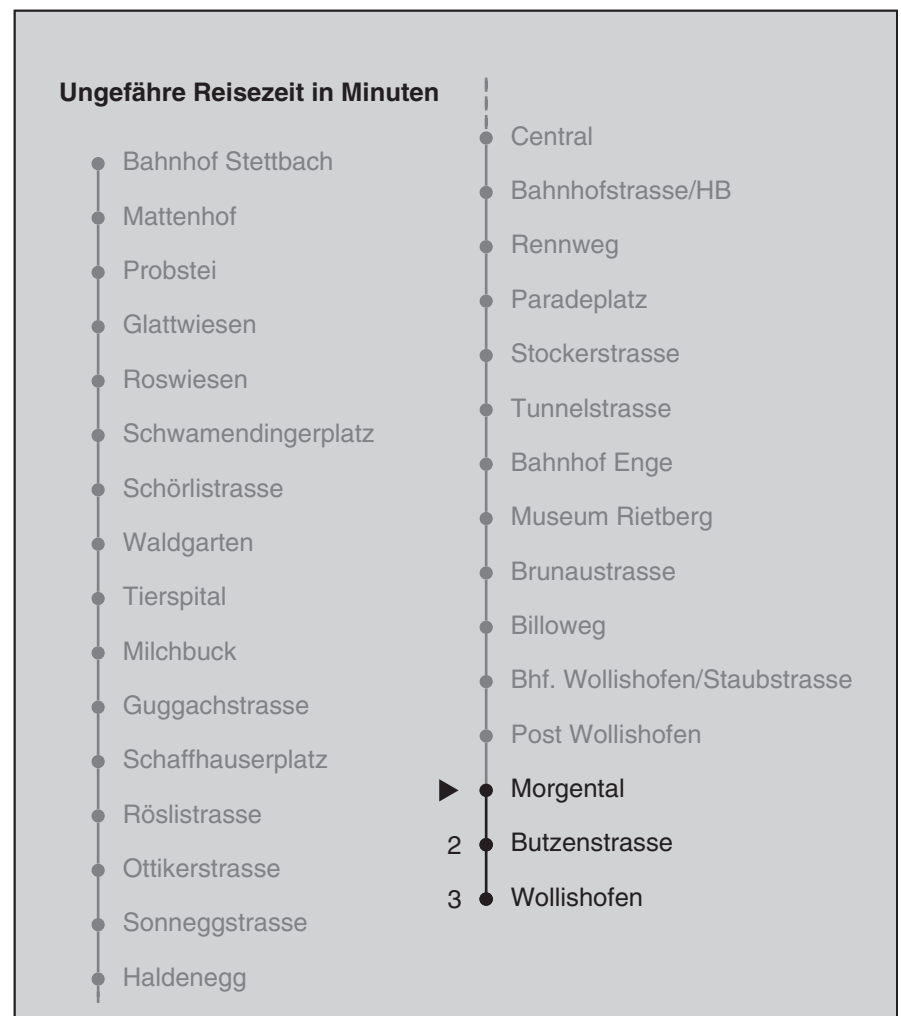 Ungefähre Reisezeit in Minuten
Bahnhof Stettbach
Mattenhof
Probstei
Glattwiesen
Roswiesen
Schwamendingerplatz
Schörlistrasse
Waldgarten
Tierspital
Milchbuck
Guggachstrasse
Schaffhauserplatz
Röslistrasse
Ottikerstrasse
Sonneggstrasse
Haldenegg
Central
Bahnhofstrasse/HB
Rennweg
Paradeplatz
Stockerstrasse
Tunnelstrasse
Bahnhof Enge
Museum Rietberg
Brunaustrasse
Billoweg
Bhf. Wollishofen/Staubstrasse
Post Wollishofen
Morgental
2 Butzenstrasse
3 Wollishofen